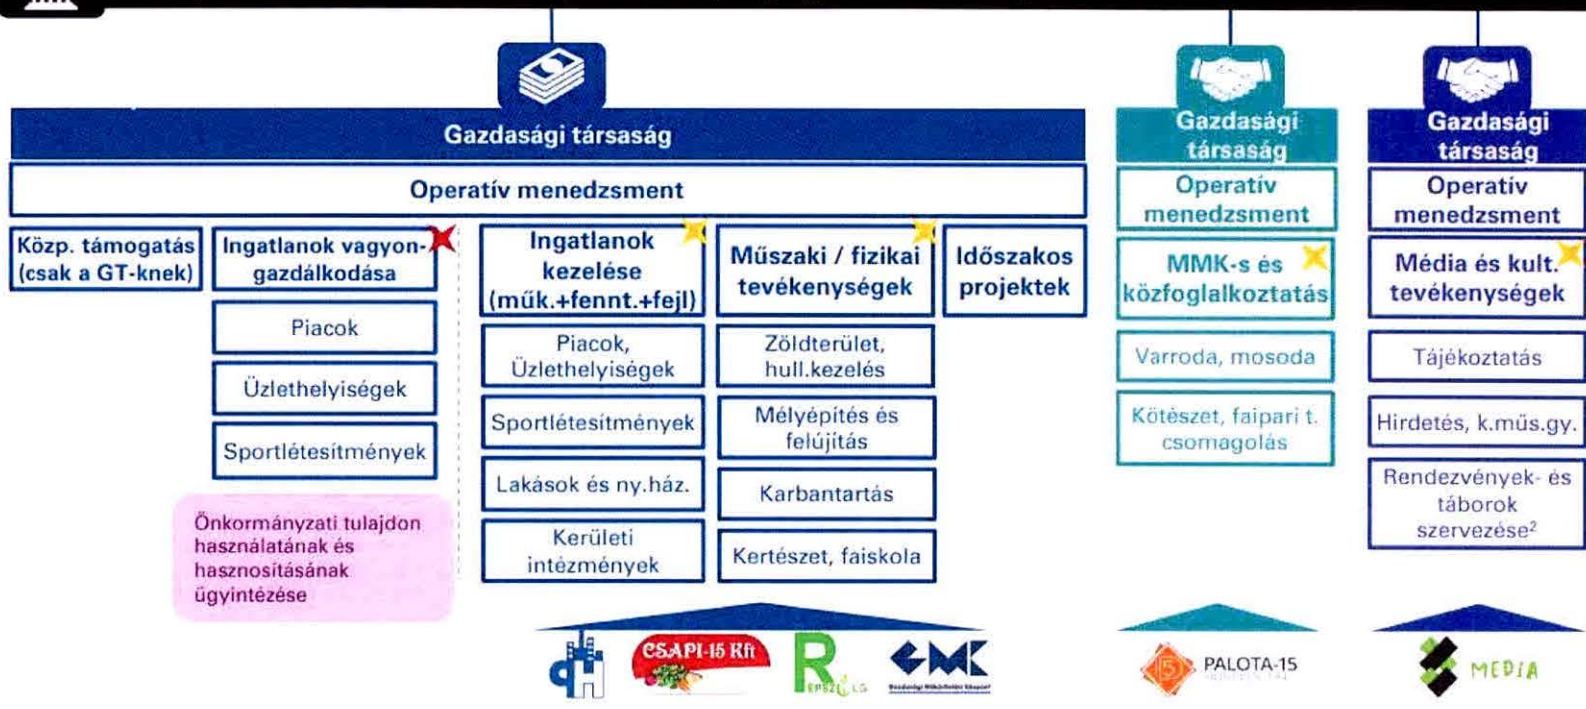 Gazdasági társaság
Operatív menedzsment
Közp. támogatás
(csak a GT-knek)
Ingatlanok vagyon-
gazdálkodása
Piacok
Üzlethelyiségek
Sportlétesítmények
Önkormányzati tulajdon
használatának és
hasznosításának
ügyintézése
Ingatlanok
kezelése
(műk.+fennt.+fejl)
Piacok,
Üzlethelyiségek
Sportlétesítmények
Lakások és ny.ház.
Kerületi
intézmények
Műszaki / fizikai
tevékenységek
Zöldterület,
hull.kezelés
Mélyépítés és
felújítás
Karbantartás
Kertészet, faiskola
Időszakos
projektek
Gazdasági
társaság
Operatív
menedzsment
MMK-s és
közfoglalkoztatás
Varroda, mosoda
Kötészet, faipari t.
csomagolás
Gazdasági
társaság
Operatív
menedzsment
Média és kult.
tevékenységek
Tájékoztatás
Hirdetés, k.műs.gy.
Rendezvények- és
táborok
szervezése²
CSAPI-15 Kft
GMK
PALOTA-15
MEDIA